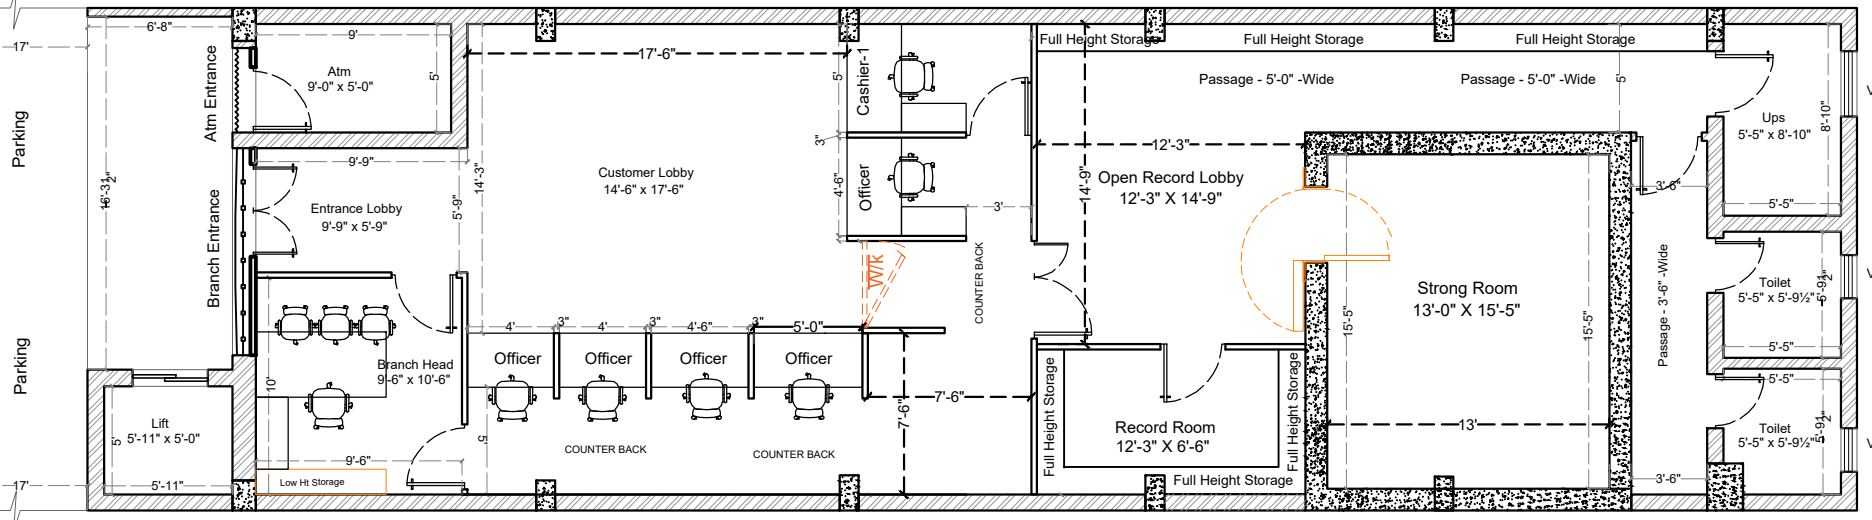 17'
Parking
Parking
17'
6'-8"
16'-3½"
Atm Entrance
Branch Entrance
9'
Atm
9'-0" x 5'-0"
5'
9'-9"
Entrance Lobby
9'-9" x 5'-9"
5'-9"
14'-3"
Branch Head
9'-6" x 10'-6"
10'
9'-6"
Low Ht Storage
Lift
5'-11" x 5'-0"
5'
5'-11"
17'-6"
Customer Lobby
14'-6" x 17'-6"
5'
3"
4'-6"
Cashier-1
Officer
3'
W/k
COUNTER BACK
4'
3"
4'
3"
4'-6"
3"
5'-0"
Officer
Officer
Officer
Officer
5'
COUNTER BACK
COUNTER BACK
7'-6"
7'-6"
Full Height Storage
Full Height Storage
Full Height Storage
Passage - 5'-0" -Wide
Passage - 5'-0" -Wide
5'
12'-3"
14'-9"
Open Record Lobby
12'-3" X 14'-9"
Full Height Storage
Record Room
12'-3" X 6'-6"
Full Height Storage
Full Height Storage
Strong Room
13'-0" X 15'-5"
15'-5"
15'-5"
13'
3'-6"
Passage - 3'-6" -Wide
3'-6"
Ups
5'-5" x 8'-10"
8'-10"
5'-5"
Toilet
5'-5" x 5'-9½"
5'-9½"
5'-5"
5'-5"
Toilet
5'-5" x 5'-9½"
5'-9½"
V
V
V